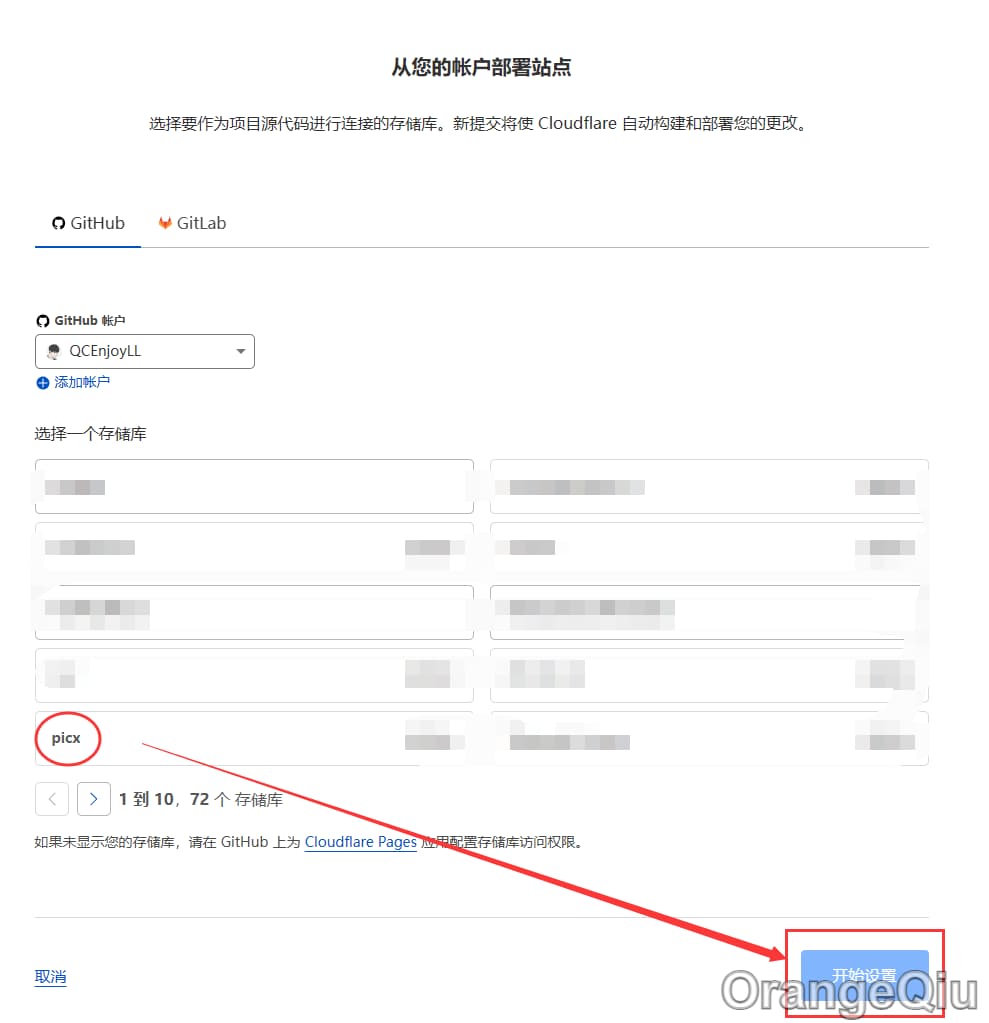 从您的帐户部署站点
选择要作为项目源代码进行连接的存储库。新提交将使 Cloudflare 自动构建和部署您的更改。
GitHub GitLab
GitHub 帐户
QCEnjoyLL
添加帐户
选择一个存储库
picx
1 到 10，72 个 存储库
如果未显示您的存储库，请在 GitHub 上为 Cloudflare Pages 应用配置存储库访问权限。
取消
开始设置
OrangeQiu